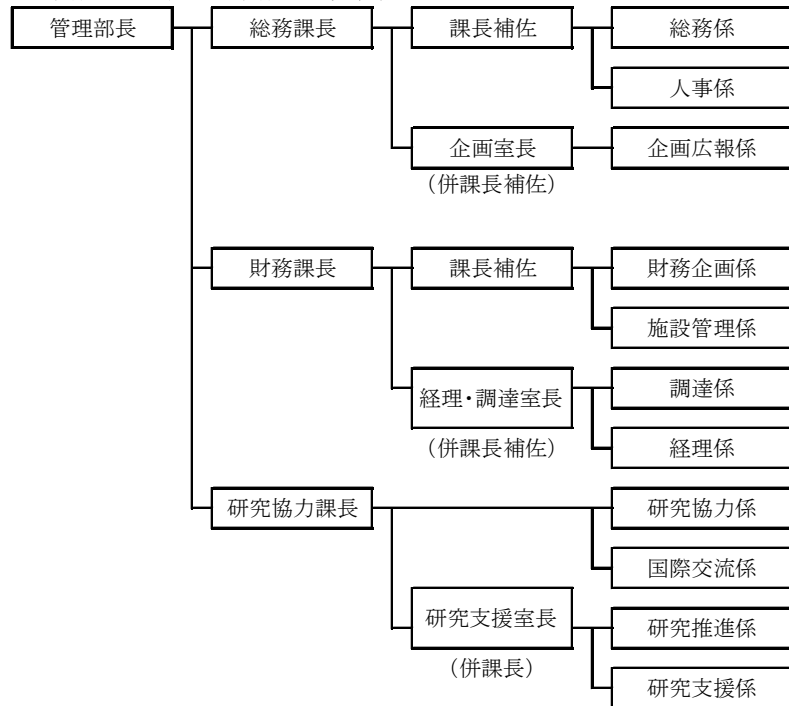 管理部長
総務課長
課長補佐
総務係
人事係
企画室長
企画広報係
（併課長補佐）
財務課長
課長補佐
財務企画係
施設管理係
経理・調達室長
調達係
（併課長補佐）
経理係
研究協力課長
研究協力係
国際交流係
研究支援室長
研究推進係
（併課長）
研究支援係